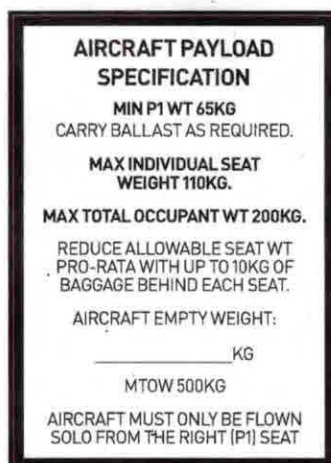 AIRCRAFT PAYLOAD
SPECIFICATION
MIN P1 WT 65KG
CARRY BALLAST AS REQUIRED.
MAX INDIVIDUAL SEAT
WEIGHT 110KG.
MAX TOTAL OCCUPANT WT 200KG.
REDUCE ALLOWABLE SEAT WT
PRO-RATA WITH UP TO 10KG OF
BAGGAGE BEHIND EACH SEAT.
AIRCRAFT EMPTY WEIGHT:
____________KG
MTOW 500KG
AIRCRAFT MUST ONLY BE FLOWN
SOLO FROM THE RIGHT (P1) SEAT